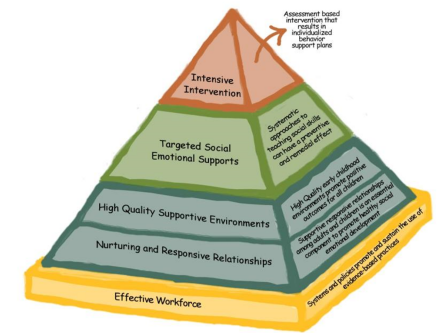 Assessment based
intervention that
results in
individualized
behavior
support plans
Intensive
Intervention
Systematic
approaches to
teaching social skills
can have a preventive
and remedial effect
Targeted Social
Emotional Supports
High Quality early childhood
environments promote positive
outcomes for all children
High Quality Supportive Environments
Supportive responsive relationships
among adults and children is an essential
component to promote healthy social
emotional development
Nurturing and Responsive Relationships
Systems and policies promote and sustain the use of
evidence-based practices
Effective Workforce